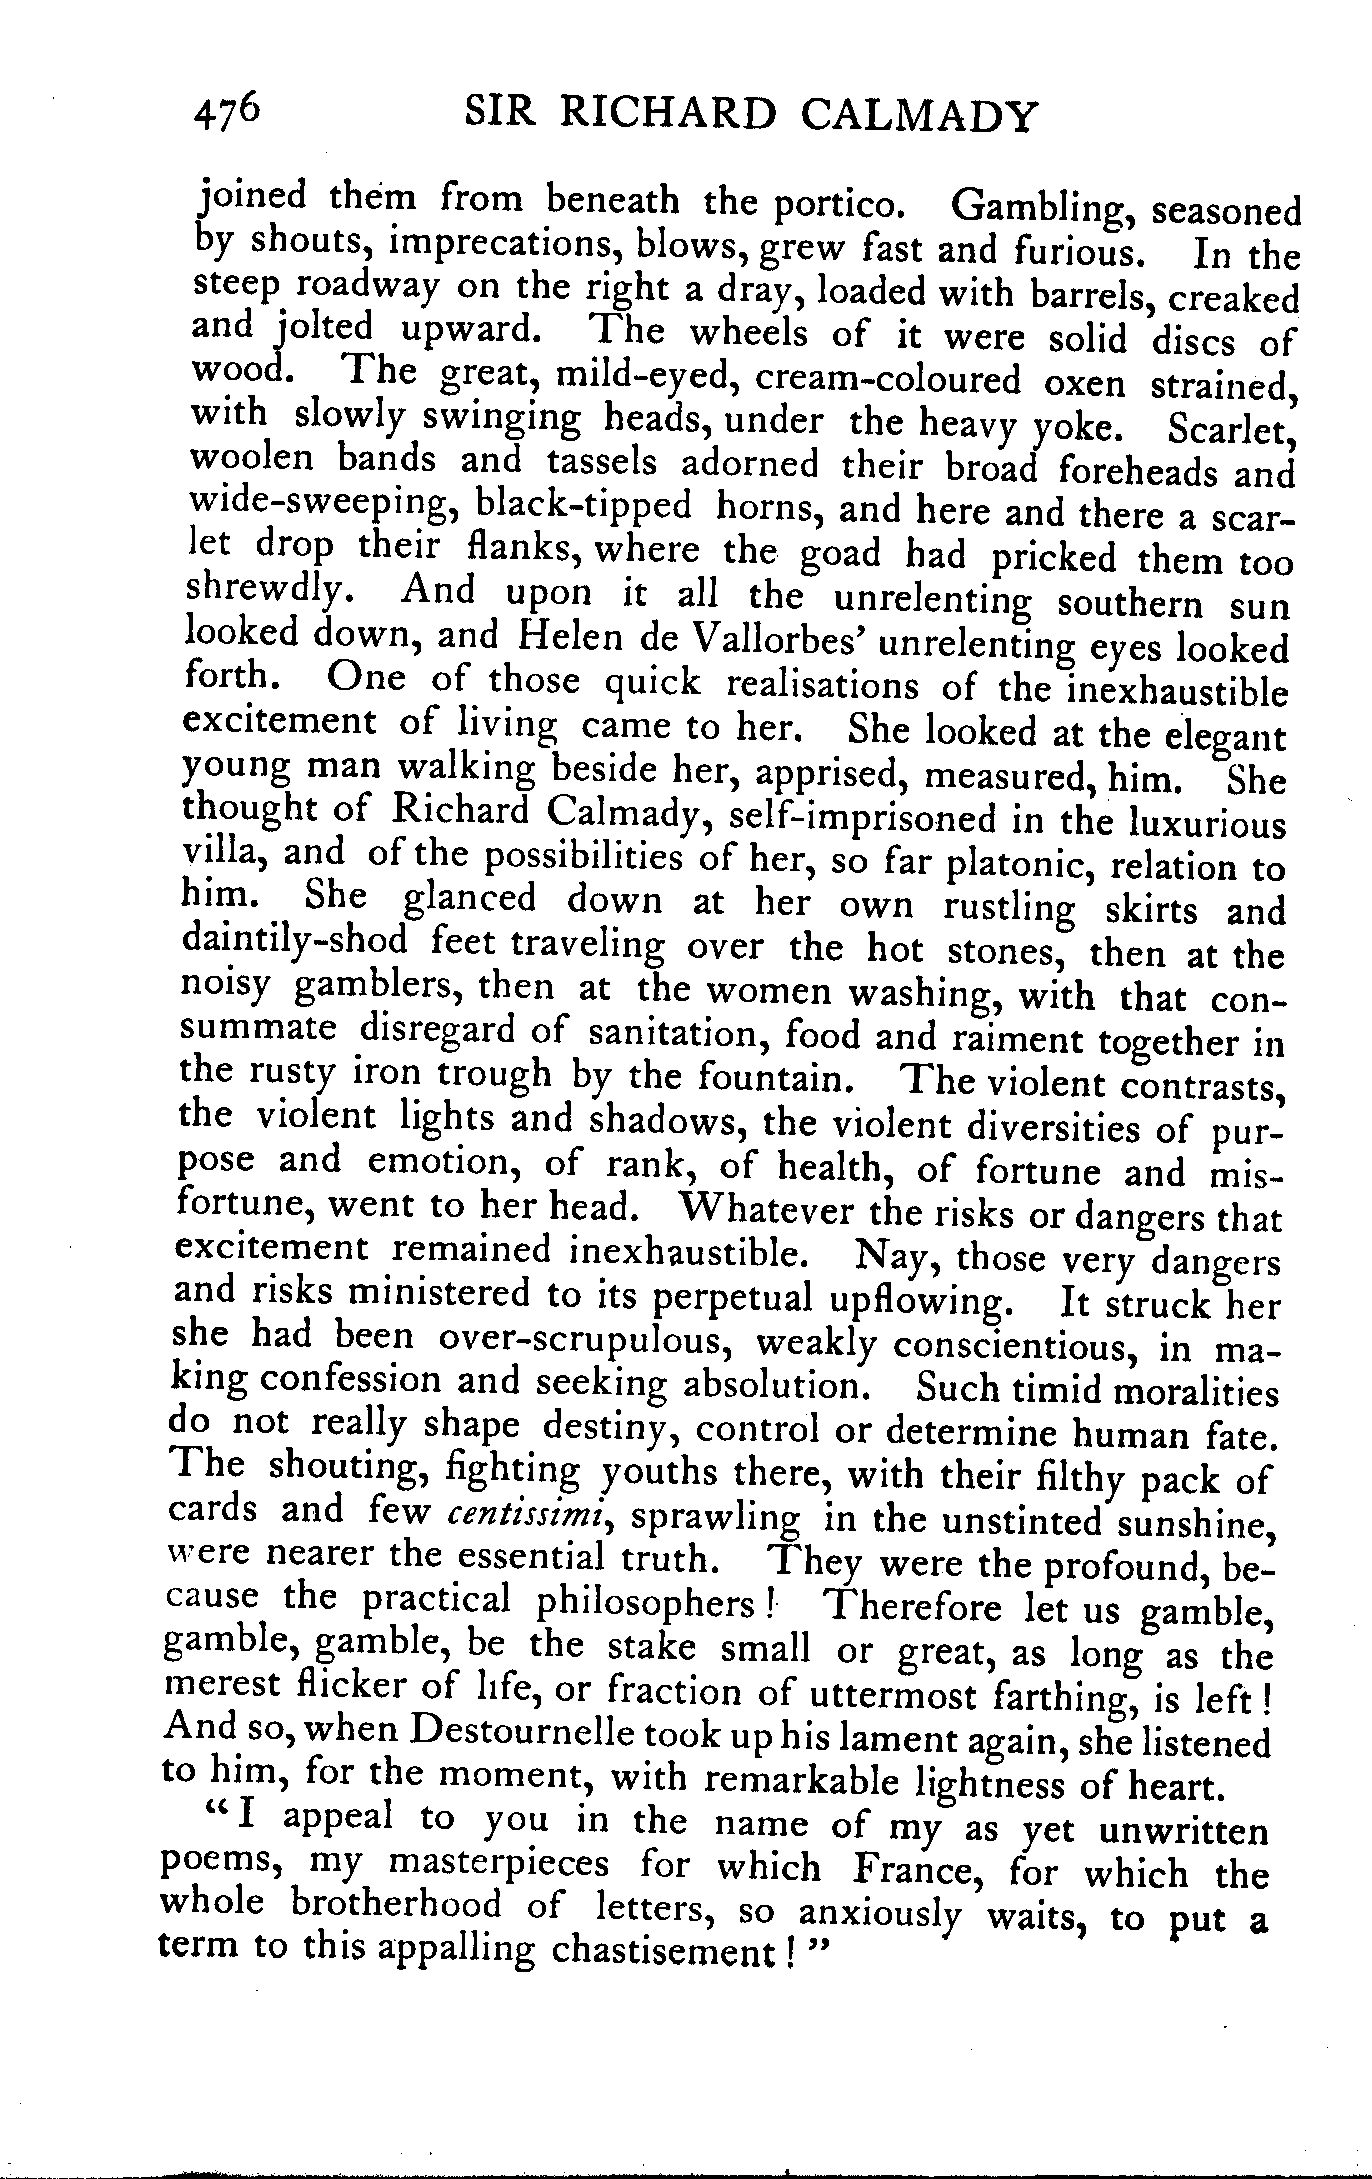 476 SIR RICHARD CALMADY
joined them from beneath the portico. Gambling, seasoned
by shouts, imprecations, blows, grew fast and furious. In the
steep roadway on the right a dray, loaded with barrels, creaked
and jolted upward. The wheels of it were solid discs of
wood. The great, mild-eyed, cream-coloured oxen strained,
with slowly swinging heads, under the heavy yoke. Scarlet,
woolen bands and tassels adorned their broad foreheads and
wide-sweeping, black-tipped horns, and here and there a scar-
let drop their flanks, where the goad had pricked them too
shrewdly. And upon it all the unrelenting southern sun
looked down, and Helen de Vallorbes’ unrelenting eyes looked
forth. One of those quick realisations of the inexhaustible
excitement of living came to her. She looked at the elegant
young man walking beside her, apprised, measured, him. She
thought of Richard Calmady, self-imprisoned in the luxurious
villa, and of the possibilities of her, so far platonic, relation to
him. She glanced down at her own rustling skirts and
daintily-shod feet traveling over the hot stones, then at the
noisy gamblers, then at the women washing, with that con-
summate disregard of sanitation, food and raiment together in
the rusty iron trough by the fountain. The violent contrasts,
the violent lights and shadows, the violent diversities of pur-
pose and emotion, of rank, of health, of fortune and mis-
fortune, went to her head. Whatever the risks or dangers that
excitement remained inexhaustible. Nay, those very dangers
and risks ministered to its perpetual upflowing. It struck her
she had been over-scrupulous, weakly conscientious, in ma-
king confession and seeking absolution. Such timid moralities
do not really shape destiny, control or determine human fate.
The shouting, fighting youths there, with their filthy pack of
cards and few centissimi, sprawling in the unstinted sunshine,
were nearer the essential truth. They were the profound, be-
cause the practical philosophers! Therefore let us gamble,
gamble, gamble, be the stake small or great, as long as the
merest flicker of life, or fraction of uttermost farthing, is left!
And so, when Destournelle took up his lament again, she listened
to him, for the moment, with remarkable lightness of heart.
“I appeal to you in the name of my as yet unwritten
poems, my masterpieces for which France, for which the
whole brotherhood of letters, so anxiously waits, to put a
term to this appalling chastisement!”